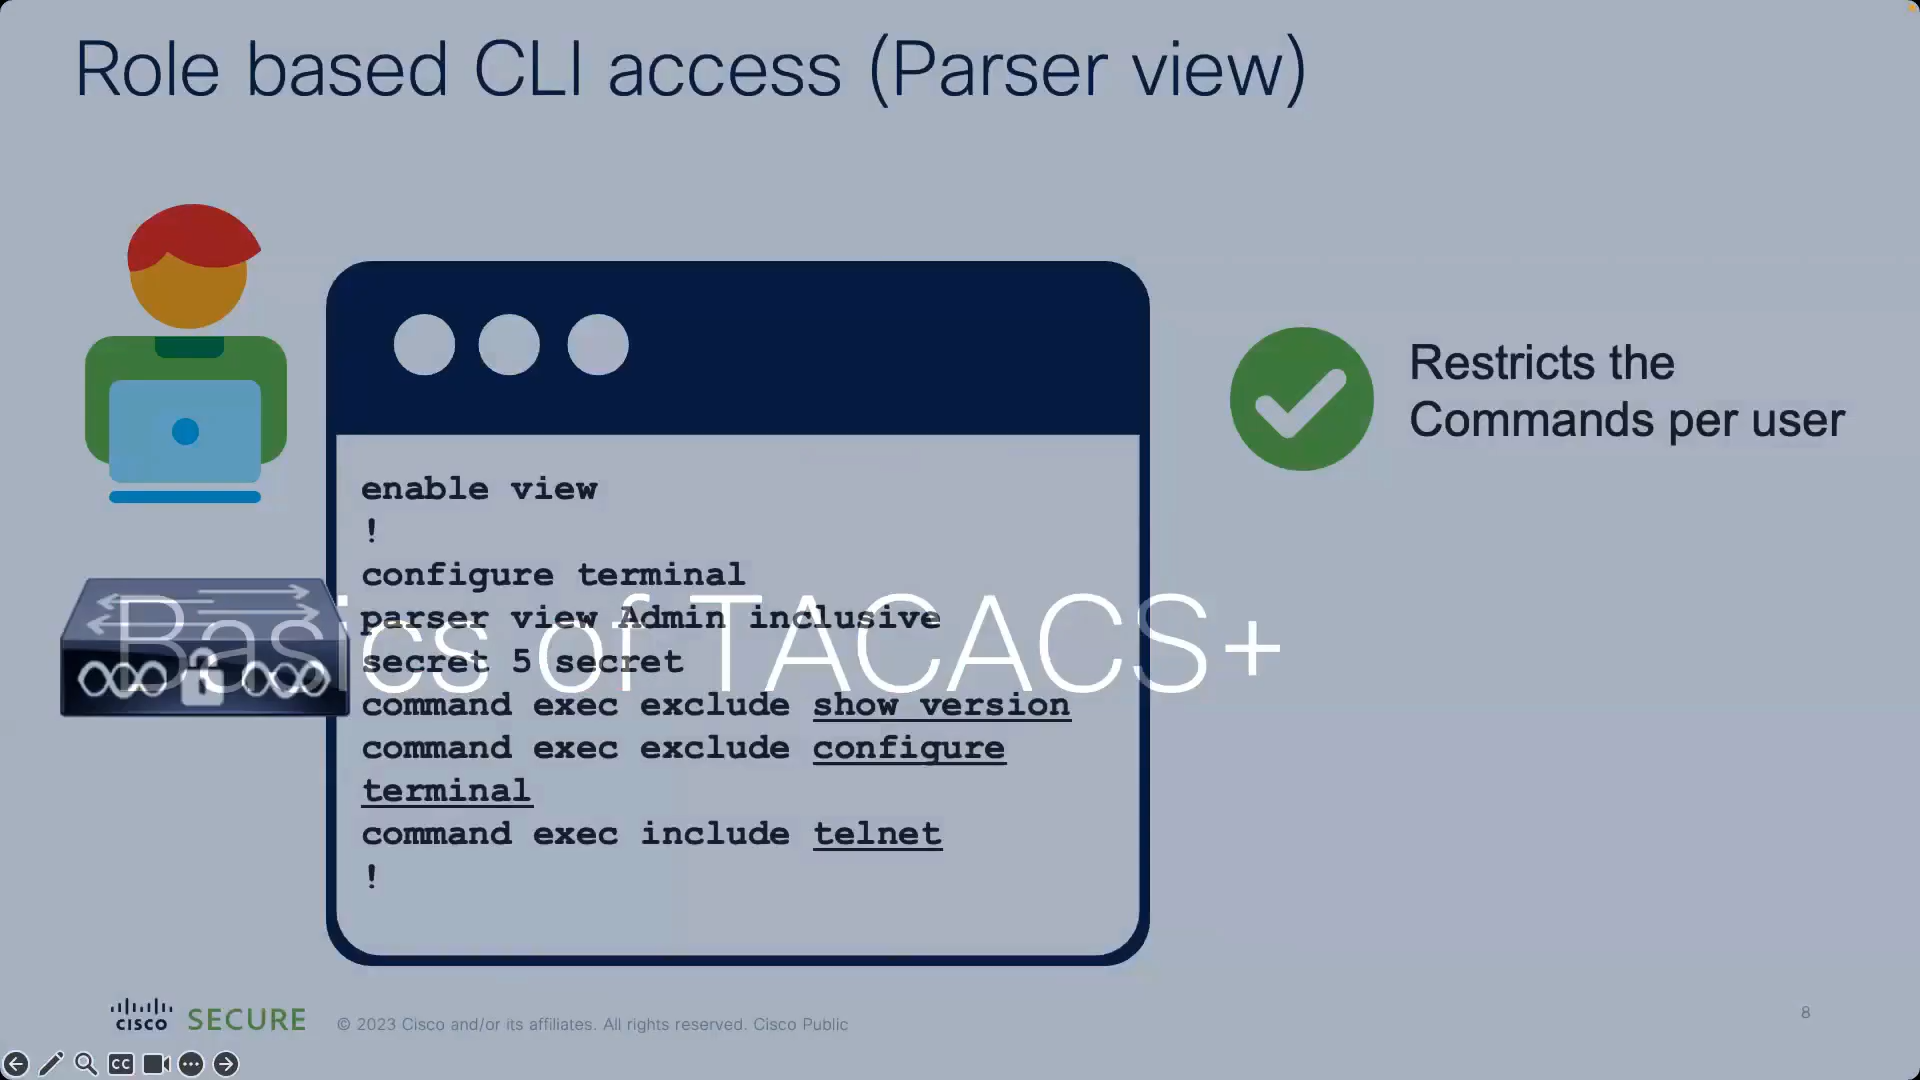 Role based CLI access (Parser view)
Restricts the
Commands per user
enable view
!
configure terminal
parser view Admin inclusive
secret 5 secret
command exec exclude show version
command exec exclude configure
terminal
command exec include telnet
!
Basics of TACACS+
CISCO SECURE © 2023 Cisco and/or its affiliates. All rights reserved. Cisco Public 8
CC